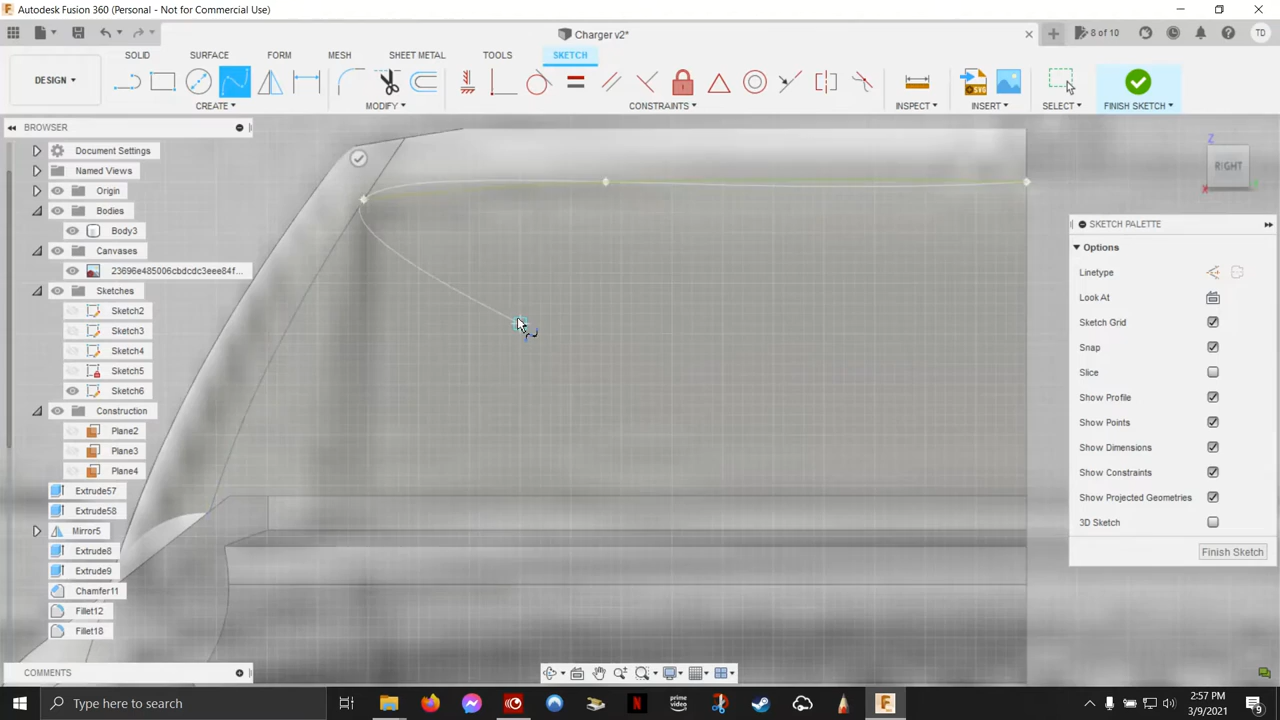 Autodesk Fusion 360 (Personal - Not for Commercial Use)
Charger v2*
8 of 10
TD
DESIGN
SOLID
SURFACE
FORM
MESH
SHEET METAL
TOOLS
SKETCH
CREATE
MODIFY
CONSTRAINTS
INSPECT
INSERT
SELECT
FINISH SKETCH
BROWSER
Document Settings
Named Views
Origin
Bodies
Body3
Canvases
23696e485006cbdcdc3eee84f...
Sketches
Sketch2
Sketch3
Sketch4
Sketch5
Sketch6
Construction
Plane2
Plane3
Plane4
Extrude57
Extrude58
Mirror5
Extrude8
Extrude9
Chamfer11
Fillet12
Fillet18
COMMENTS
Z
RIGHT
X
SKETCH PALETTE
Options
Linetype
Look At
Sketch Grid
Snap
Slice
Show Profile
Show Points
Show Dimensions
Show Constraints
Show Projected Geometries
3D Sketch
Finish Sketch
Type here to search
2:57 PM
3/9/2021